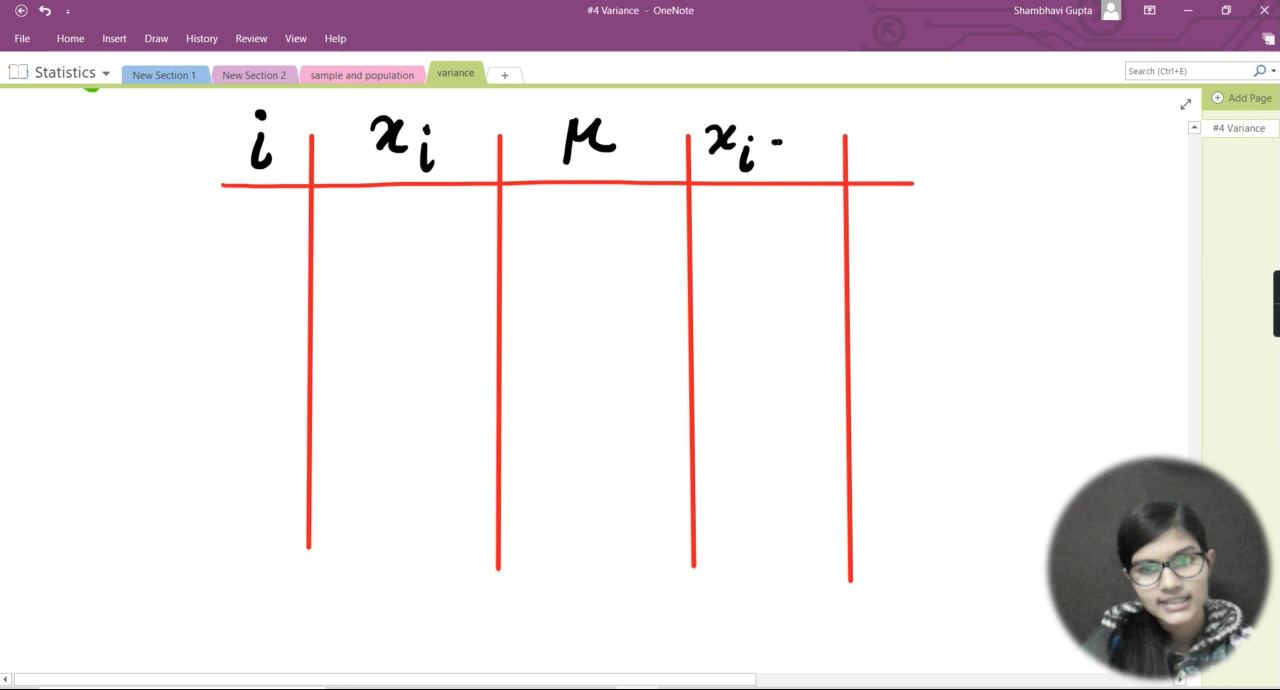 #4 Variance - OneNote
Shambhavi Gupta
File Home Insert Draw History Review View Help
Statistics New Section 1 New Section 2 sample and population variance +
Search (Ctrl+E)
Add Page
#4 Variance
i xi μ xi -